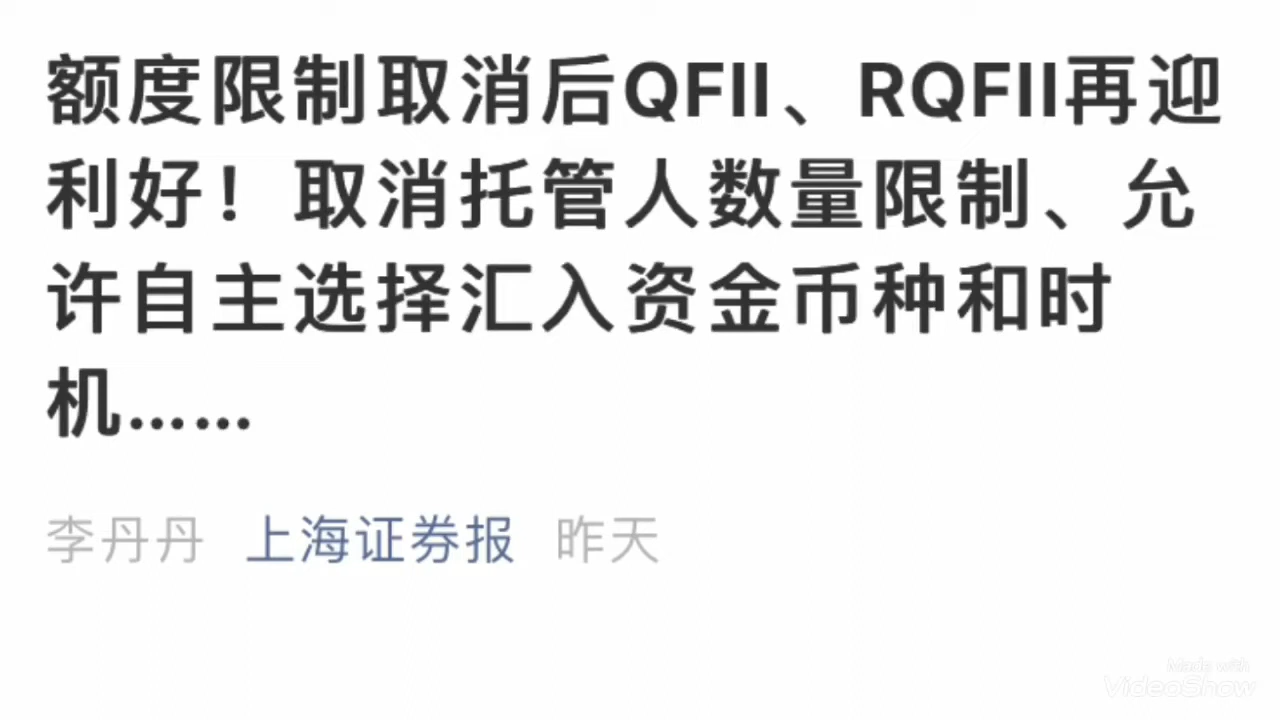 额度限制取消后QFII、RQFII再迎
利好！取消托管人数量限制、允
许自主选择汇入资金币种和时
机……
李丹丹 上海证券报 昨天
Made with
VideoShow